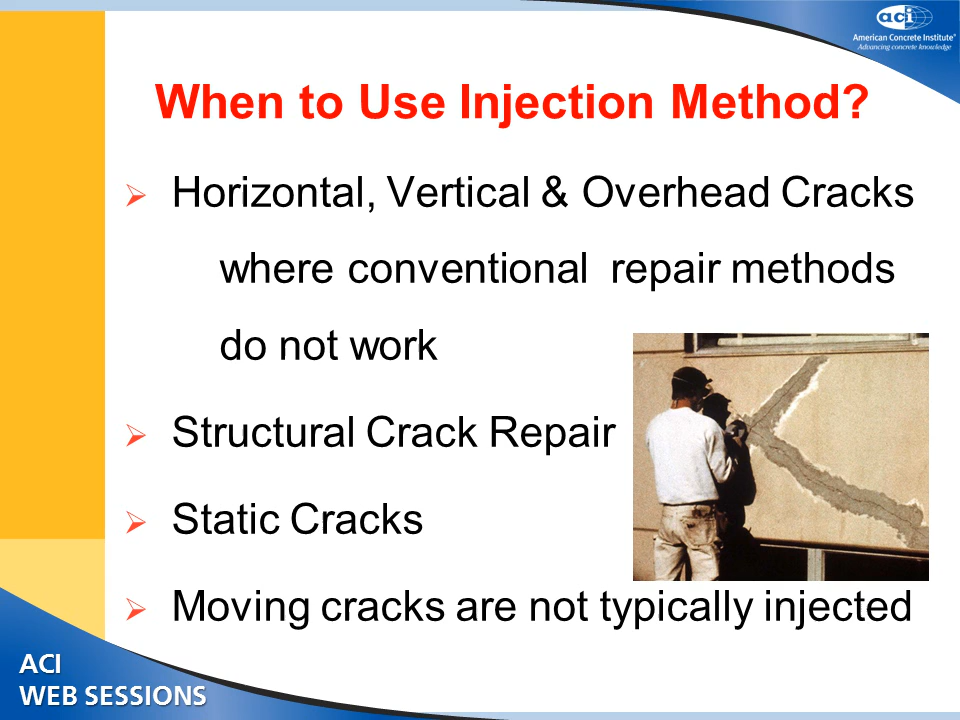 aci
American Concrete Institute®
Advancing concrete knowledge
When to Use Injection Method?
Horizontal, Vertical & Overhead Cracks
where conventional repair methods
do not work
Structural Crack Repair
Static Cracks
Moving cracks are not typically injected
ACI
WEB SESSIONS